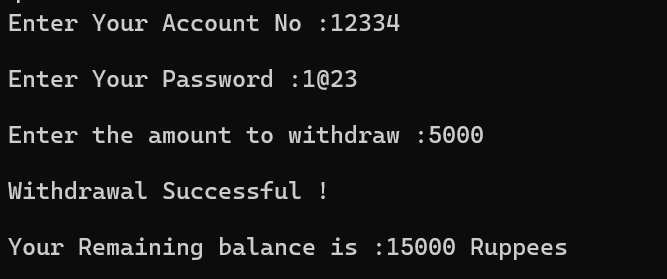 Enter Your Account No :12334
Enter Your Password :1@23
Enter the amount to withdraw :5000
Withdrawal Successful !
Your Remaining balance is :15000 Ruppees